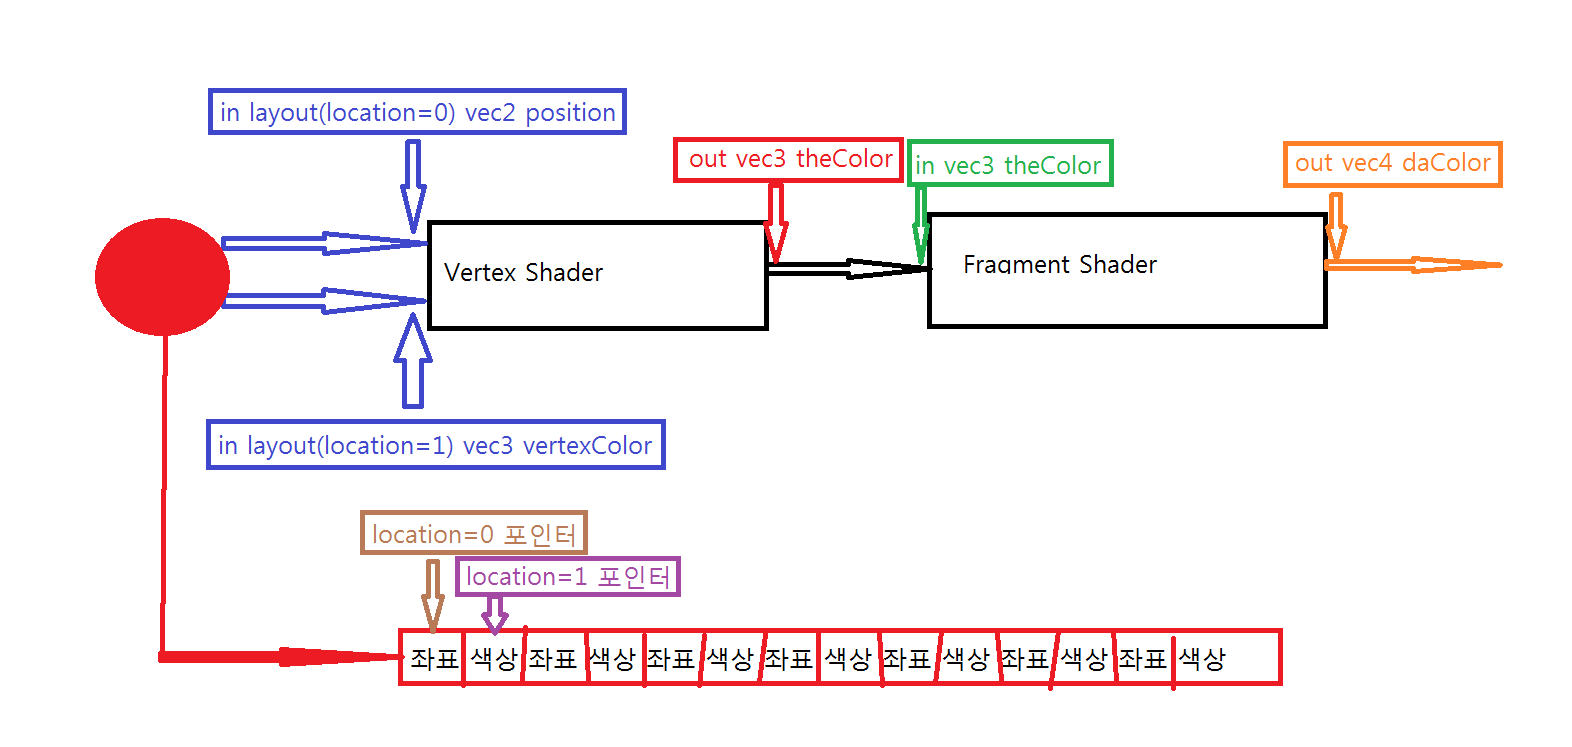 in layout(location=0) vec2 position
out vec3 theColor
in vec3 theColor
out vec4 daColor
Vertex Shader
Fragment Shader
in layout(location=1) vec3 vertexColor
location=0 포인터
location=1 포인터
좌표 색상 좌표 색상 좌표 색상 좌표 색상 좌표 색상 좌표 색상 좌표 색상